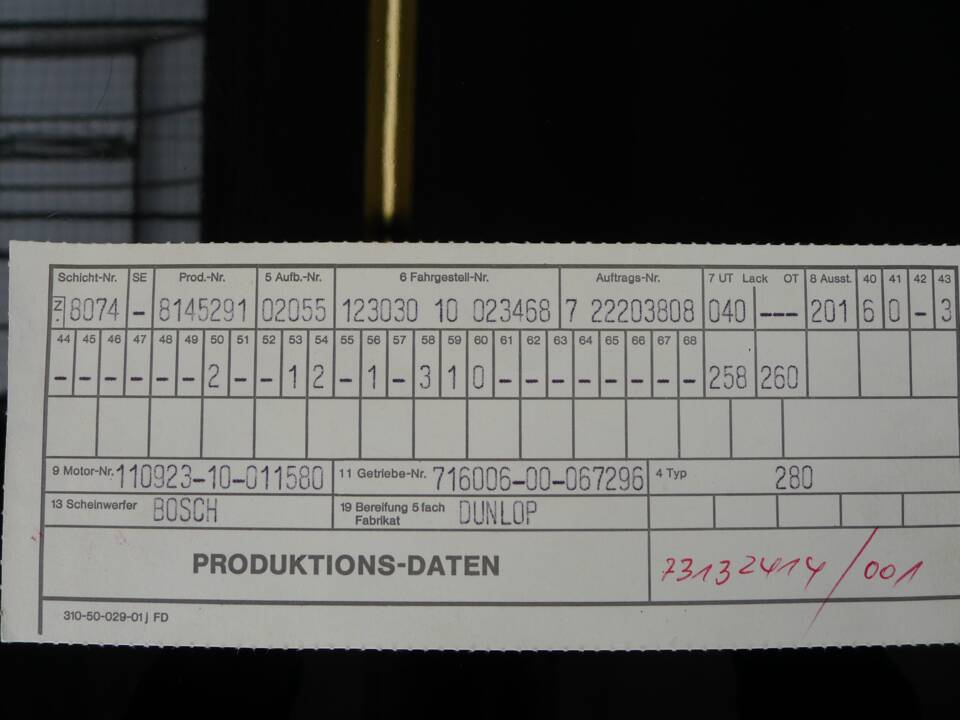 Schicht-Nr. SE Prod.-Nr. 5 Aufb.-Nr. 6 Fahrgestell-Nr. Auftrags-Nr. 7 UT Lack OT 8 Ausst. 40 41 42 43
Z- 8074 - 8145291 02055 123030 10 023468 7 22203808 040 --- 201 6 0 - 3
44 45 46 47 48 49 50 51 52 53 54 55 56 57 58 59 60 61 62 63 64 65 66 67 68
- - - - - - 2 - - 1 2 - 1 - 3 1 0 - - - - - - - - 258 260
9 Motor-Nr. 110923-10-011580 11 Getriebe-Nr. 716006-00-067296 4 Typ 280
13 Scheinwerfer BOSCH 19 Bereifung 5 fach Fabrikat DUNLOP
PRODUKTIONS-DATEN 73132414/001
310-50-029-01j FD